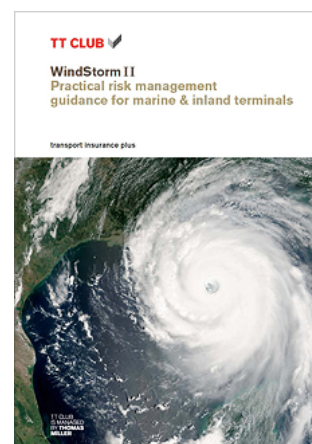 TT CLUB
WindStorm II
Practical risk management
guidance for marine & inland terminals
transport insurance plus
TT CLUB
IS MANAGED
BY THOMAS
MILLER